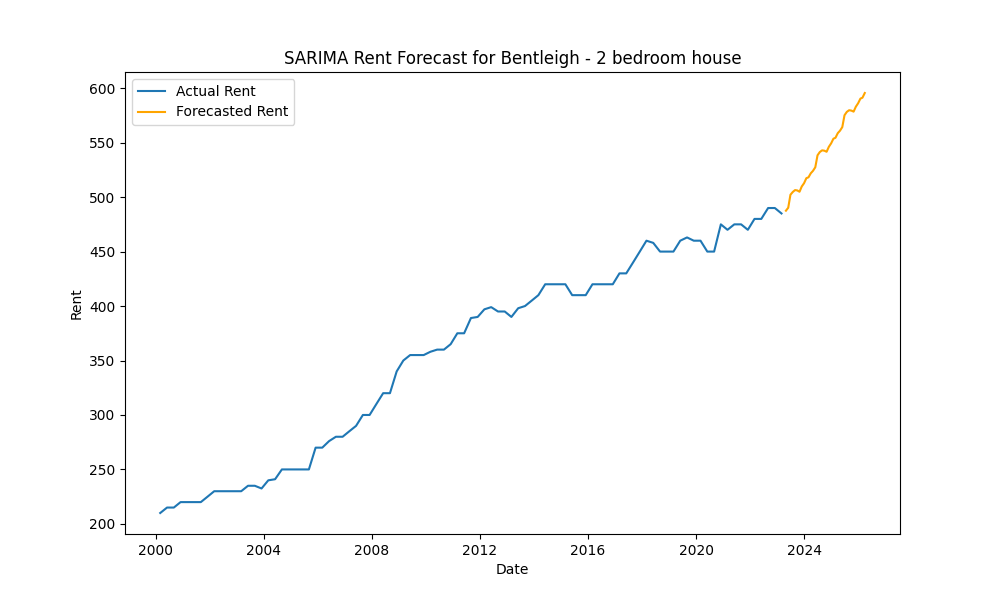 SARIMA Rent Forecast for Bentleigh - 2 bedroom house
Actual Rent
Forecasted Rent
600
550
500
450
400
350
300
250
200
Rent
2000 2004 2008 2012 2016 2020 2024
Date